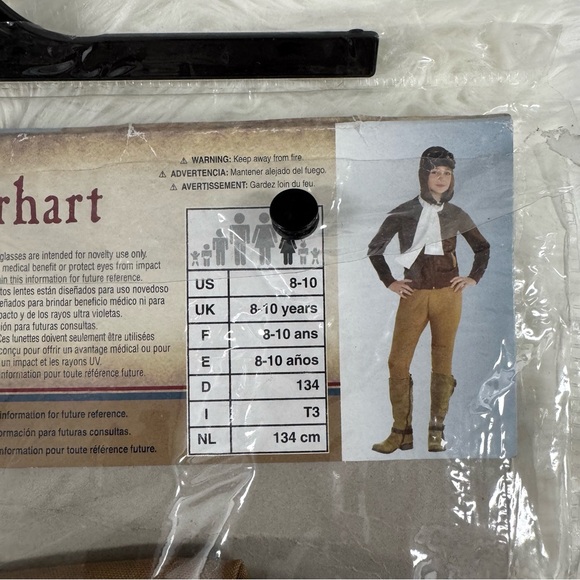 ⚠ WARNING: Keep away from fire.
⚠ ADVERTENCIA: Mantener alejado del fuego.
⚠ AVERTISSEMENT: Gardez loin du feu
rhart
glasses are intended for novelty use only.
medical benefit or protect eyes from impact
in this information for future reference.
tos lentes están diseñados para uso novedoso
eñados para brindar beneficio médico ni para
pacto y de los rayos ultra violetas.
ción para futuras consultas.
Ces lunettes doivent seulement être utilisées
conçu pour offrir un avantage médical ou pour
un impact et les rayons UV.
information pour toute référence future.
information for future reference.
formación para futuras consultas.
information pour toute référence future.
US 8-10
UK 8-10 years
F 8-10 ans
E 8-10 años
D 134
I T3
NL 134 cm